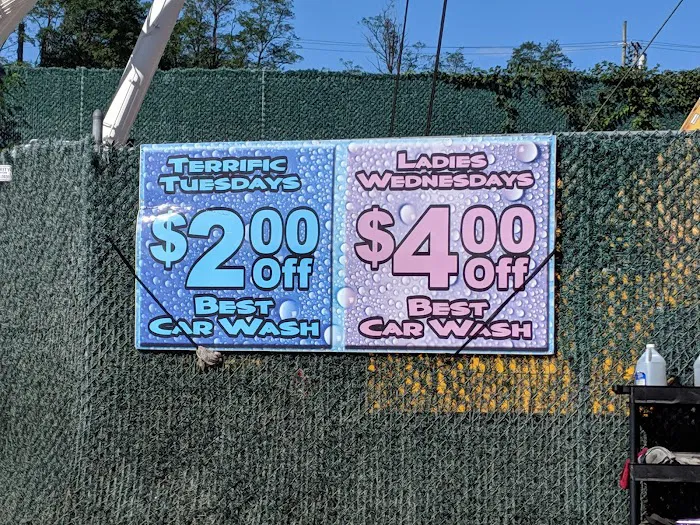 TERRIFIC
TUESDAYS
$2.00
Off
BEST
CAR WASH
LADIES
WEDNESDAYS
$4.00
Off
BEST
CAR WASH